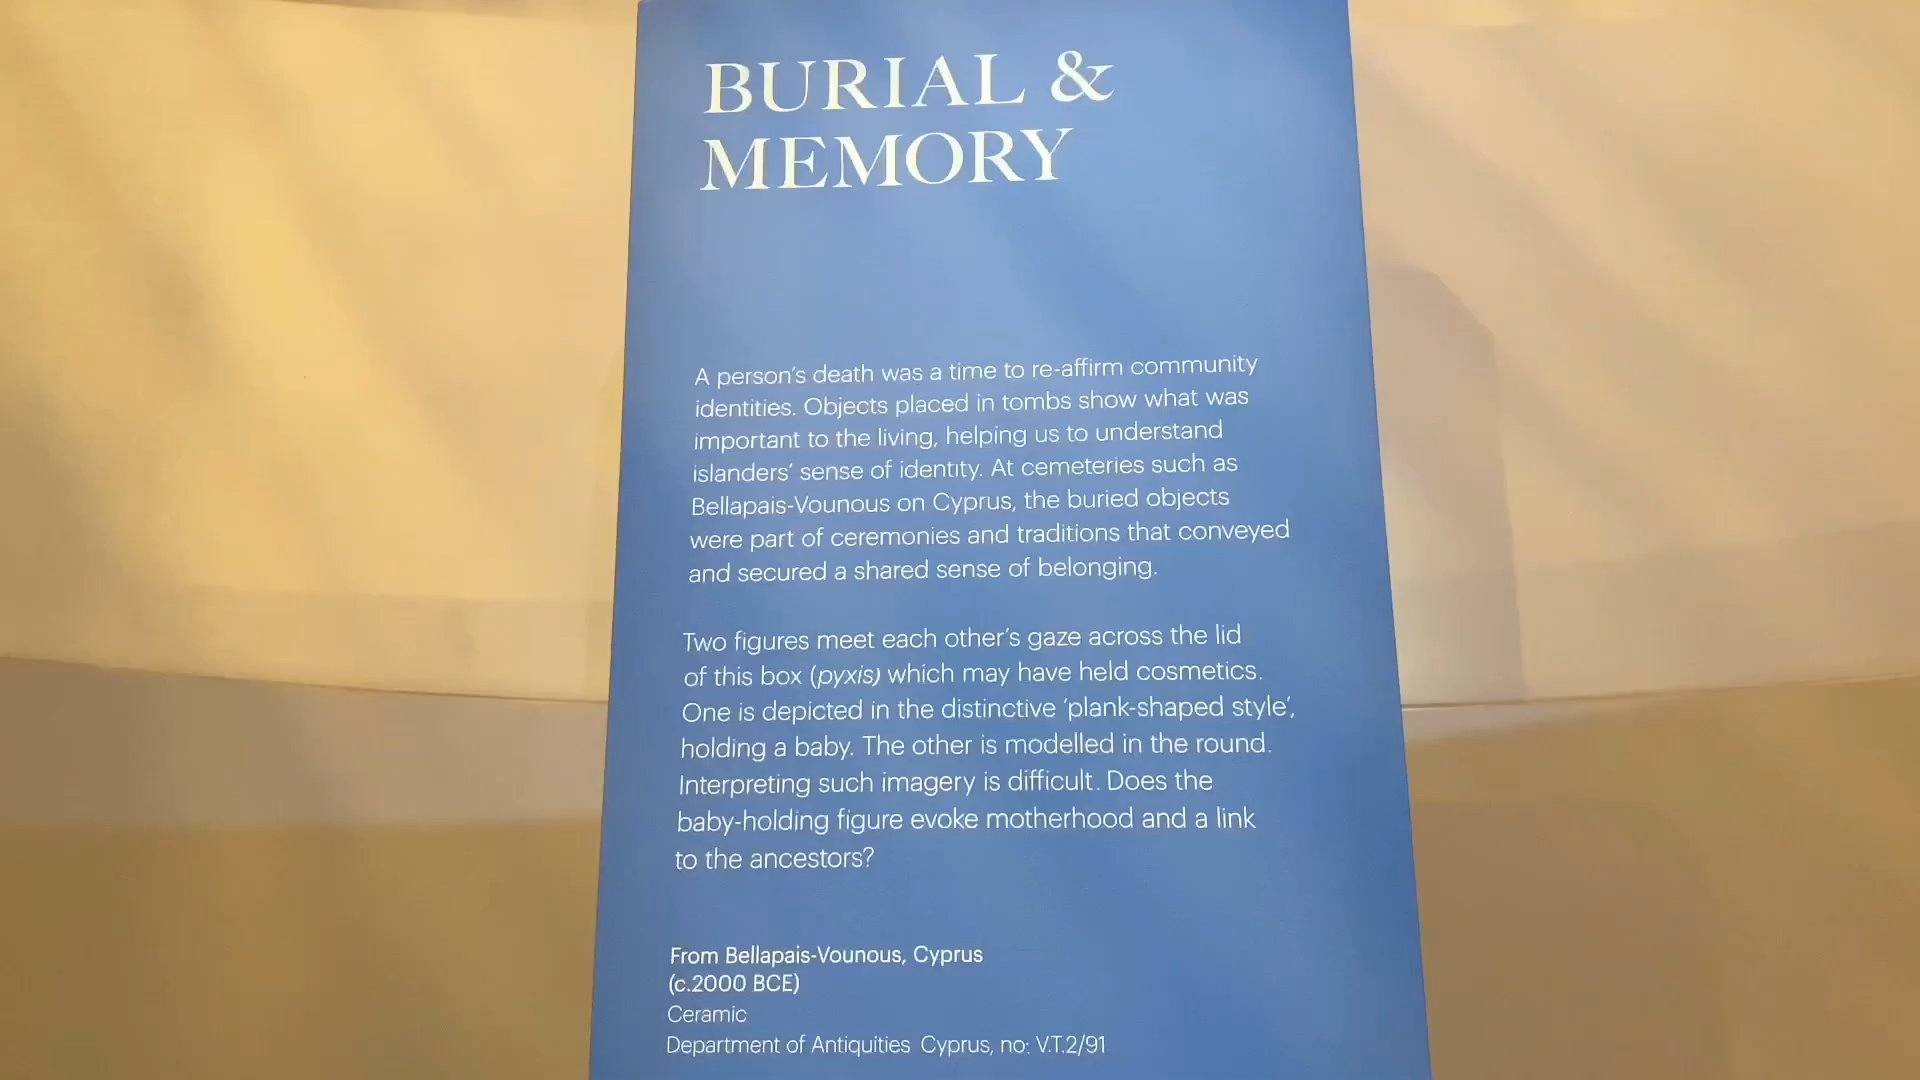 BURIAL &
MEMORY
A person's death was a time to re-affirm community
identities. Objects placed in tombs show what was
important to the living, helping us to understand
islanders' sense of identity. At cemeteries such as
Bellapais-Vounous on Cyprus, the buried objects
were part of ceremonies and traditions that conveyed
and secured a shared sense of belonging.
Two figures meet each other's gaze across the lid
of this box (pyxis) which may have held cosmetics.
One is depicted in the distinctive 'plank-shaped style',
holding a baby. The other is modelled in the round.
Interpreting such imagery is difficult. Does the
baby-holding figure evoke motherhood and a link
to the ancestors?
From Bellapais-Vounous, Cyprus
(c.2000 BCE)
Ceramic
Department of Antiquities Cyprus, no: V.T.2/91